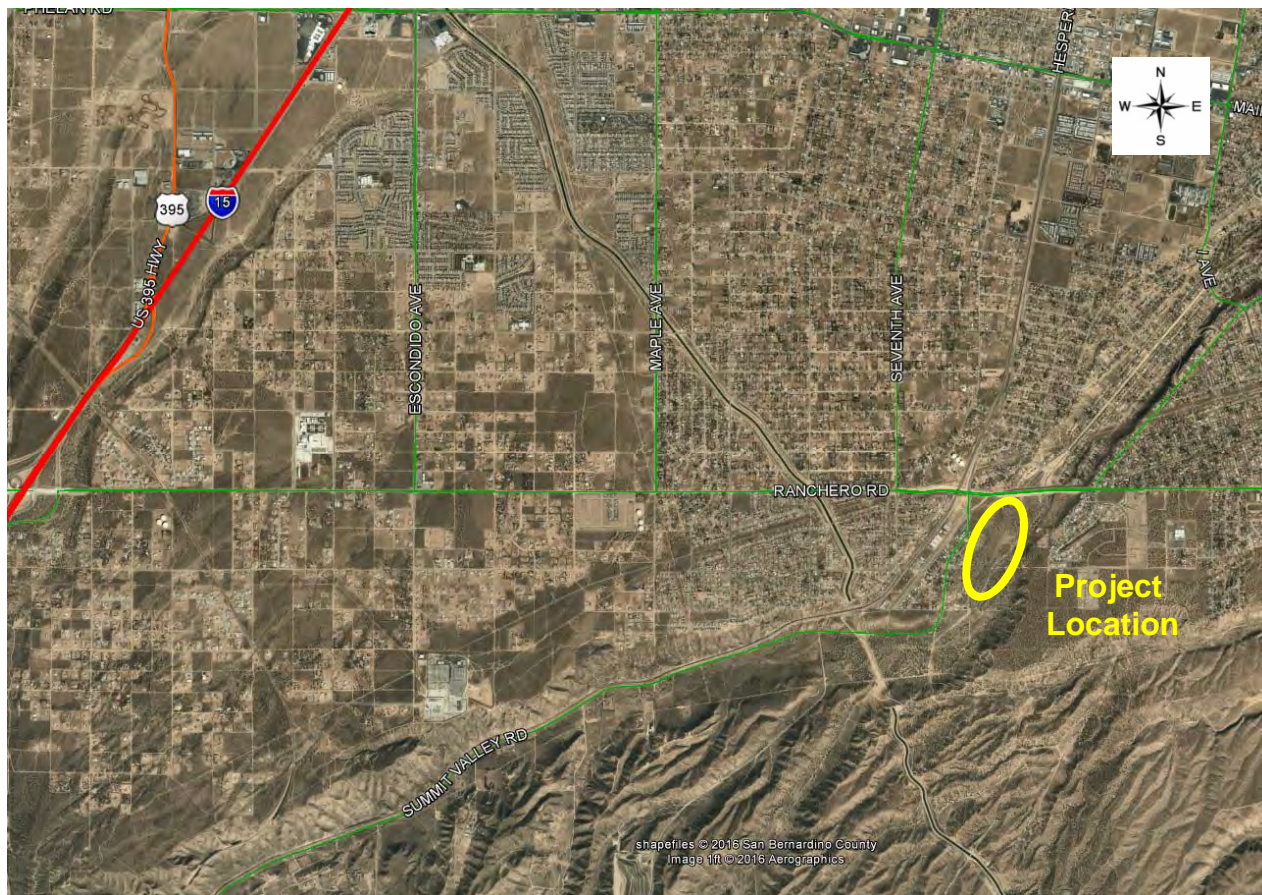 PHELAN RD
HESPER
N
W E
S
MAI
395
15
US 395 HWY
I AVE
ESCONDIDO AVE
MAPLE AVE
SEVENTH AVE
RANCHERO RD
Project
Location
SUMMIT VALLEY RD
shapefiles © 2016 San Bernardino County
Image 1ft © 2016 Aerographics